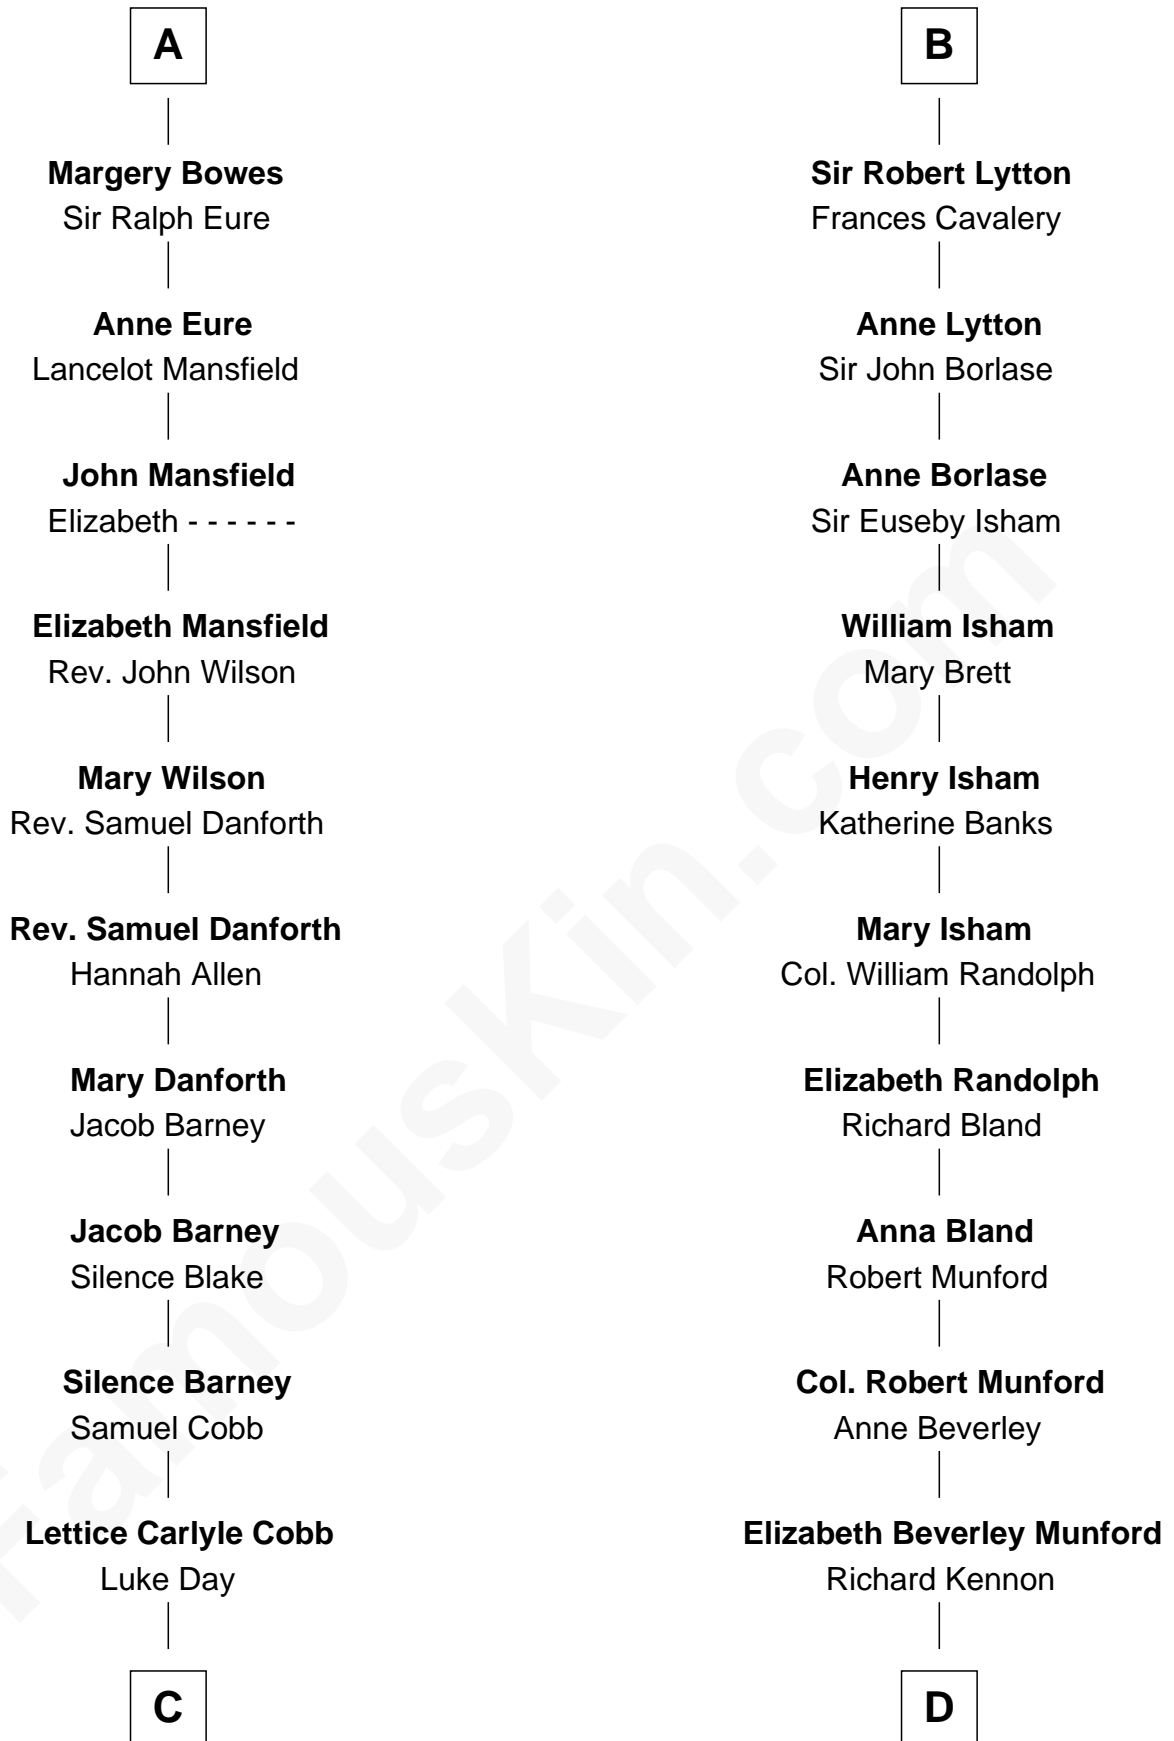 A
Margery Bowes
Sir Ralph Eure
Anne Eure
Lancelot Mansfield
John Mansfield
Elizabeth - - - - - -
Elizabeth Mansfield
Rev. John Wilson
Mary Wilson
Rev. Samuel Danforth
Rev. Samuel Danforth
Hannah Allen
Mary Danforth
Jacob Barney
Jacob Barney
Silence Blake
Silence Barney
Samuel Cobb
Lettice Carlyle Cobb
Luke Day
C
B
Sir Robert Lytton
Frances Cavalery
Anne Lytton
Sir John Borlase
Anne Borlase
Sir Euseby Isham
William Isham
Mary Brett
Henry Isham
Katherine Banks
Mary Isham
Col. William Randolph
Elizabeth Randolph
Richard Bland
Anna Bland
Robert Munford
Col. Robert Munford
Anne Beverley
Elizabeth Beverley Munford
Richard Kennon
D
FamousKin.com